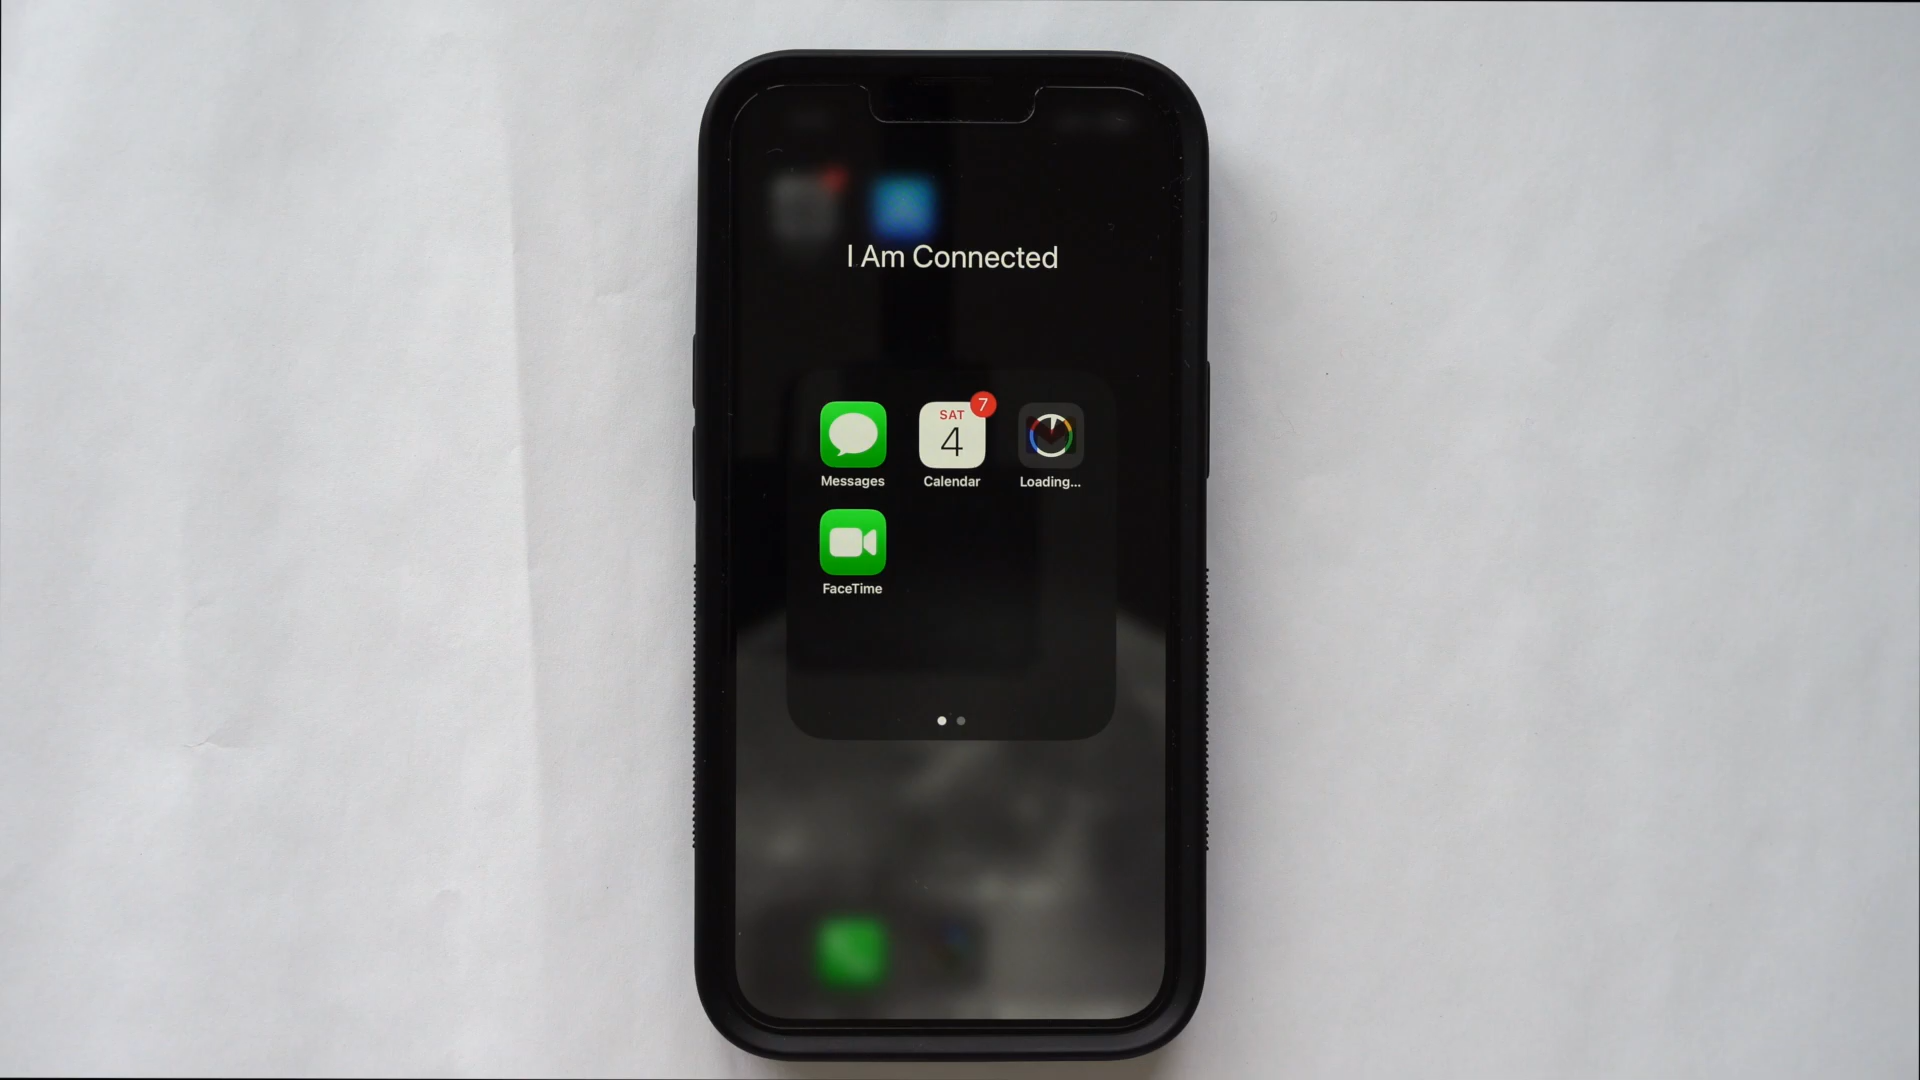 I Am Connected
7
SAT
4
Messages
Calendar
Loading...
FaceTime